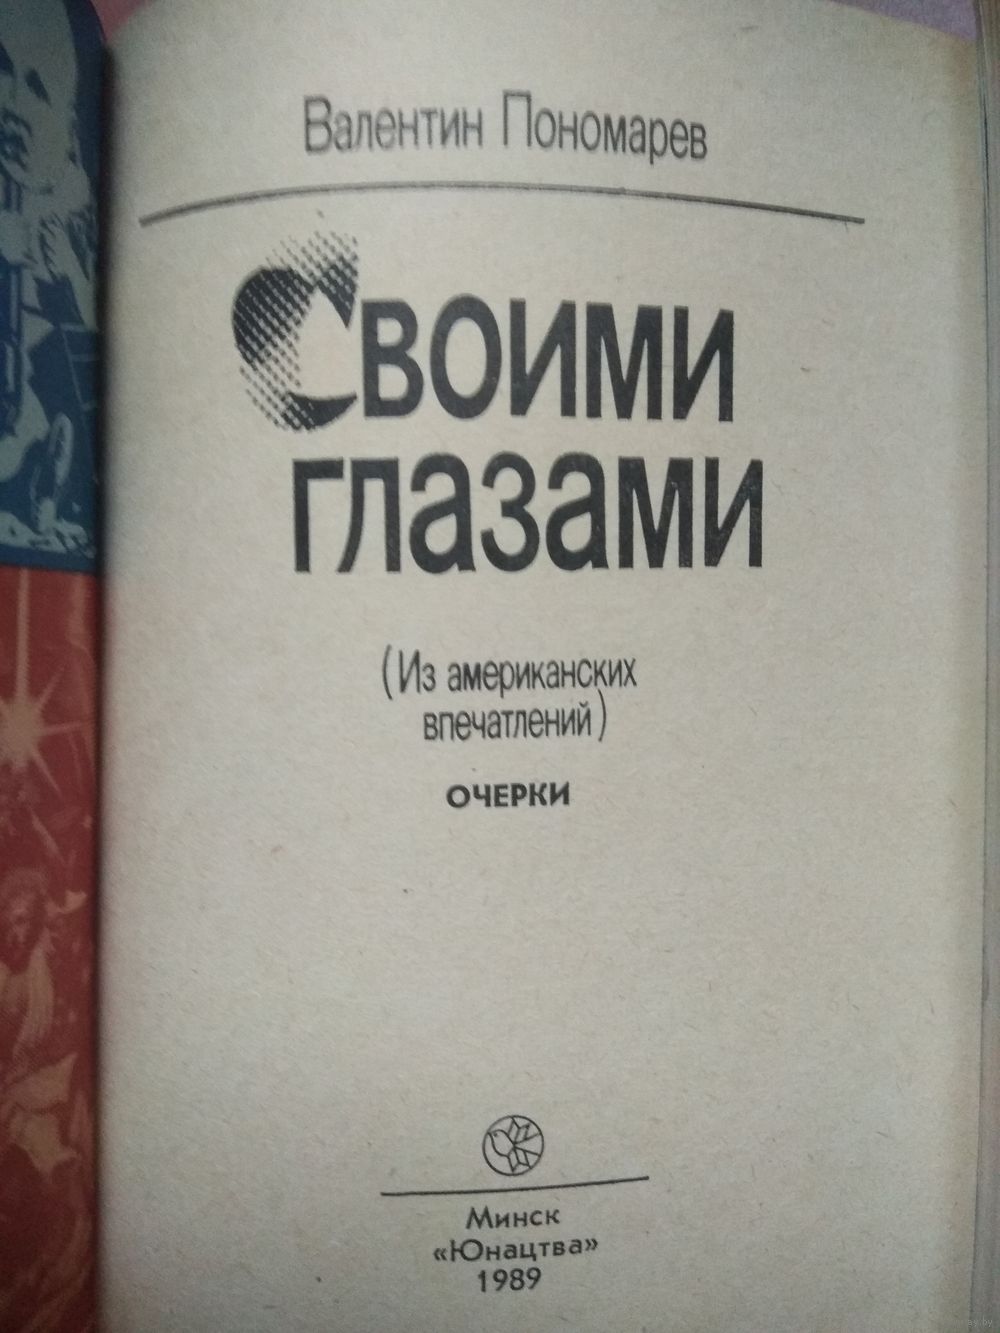 Валентин Пономарев
Своими
глазами
(Из американских
впечатлений)
ОЧЕРКИ
Минск
«Юнацтва»
1989